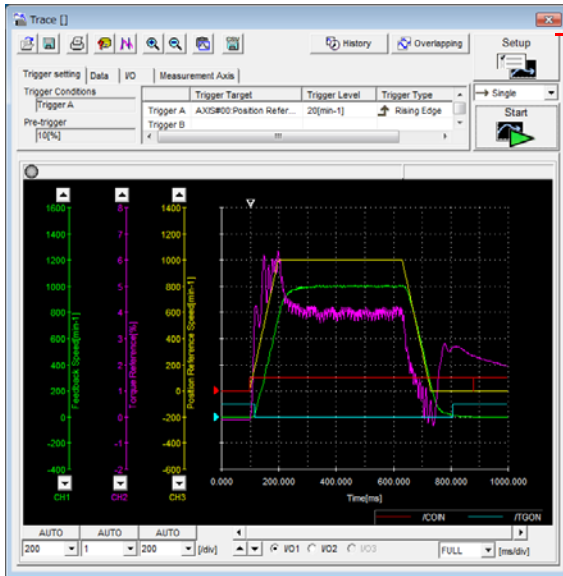 Trace []
History
Overlapping
Setup
Trigger setting
Data
I/O
Measurement Axis
Single
Start
Trigger Conditions
Trigger A
Pre-trigger
10[%]
Trigger Target Trigger Level Trigger Type
Trigger A AXIS#00:Position Refer... 20[min-1] Rising Edge
Trigger B
1600 8 1400
1400 7 1200
1200 6 1000
1000 5 800
800 4 600
600 3 400
400 2 200
200 1 0
0 0 -200
-200 -1 -400
-400 -2 -600
Feedback Speed[min-1]
Torque Reference[%]
Position Reference Speed[min-1]
CH1 CH2 CH3
0.000 200.000 400.000 600.000 800.000 1000.000
Time[ms]
/COIN /TGON
AUTO AUTO AUTO
200 1 200 [/div] I/O1 I/O2 I/O3 FULL [ms/div]